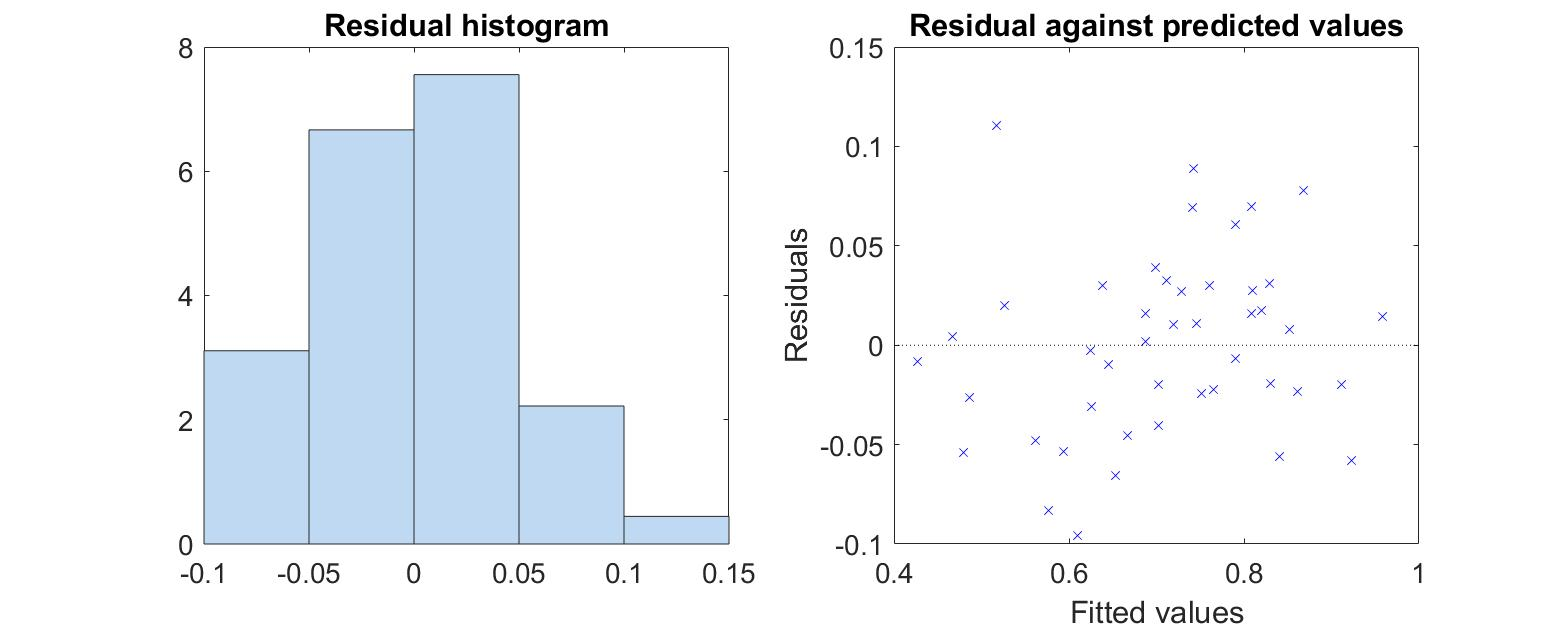 Residual histogram
8
6
4
2
0
-0.1 -0.05 0 0.05 0.1 0.15
Residual against predicted values
0.15
0.1
0.05
0
-0.05
-0.1
Residuals
0.4 0.6 0.8 1
Fitted values